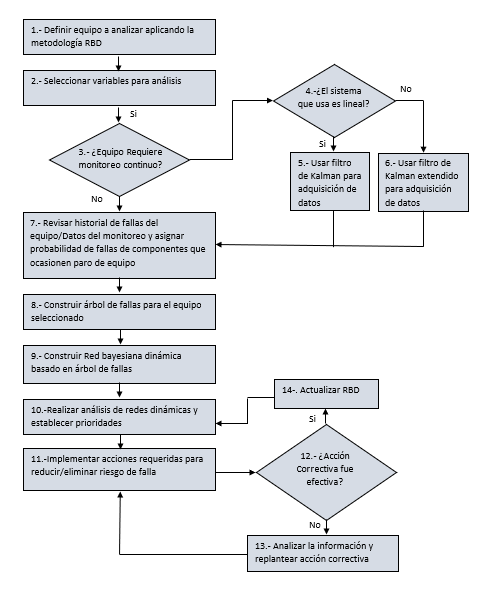 1.- Definir equipo a analizar aplicando la
metodología RBD
2.- Seleccionar variables para análisis
Si
3.- ¿Equipo Requiere
monitoreo continuo?
No
4.-¿El sistema
que usa es lineal?
No
Si
5.- Usar filtro
de Kalman para
adquisición de
datos
6.- Usar filtro de
Kalman extendido
para adquisición
de datos
7.- Revisar historial de fallas del
equipo/Datos del monitoreo y asignar
probabilidad de fallas de componentes que
ocasionen paro de equipo
8.- Construir árbol de fallas para el equipo
seleccionado
9.- Construir Red bayesiana dinámica
basado en árbol de fallas
10.-Realizar análisis de redes dinámicas y
establecer prioridades
11.-Implementar acciones requeridas para
reducir/eliminar riesgo de falla
14-. Actualizar RBD
Si
12.- ¿Acción
Correctiva fue
efectiva?
No
13.- Analizar la información y
replantear acción correctiva